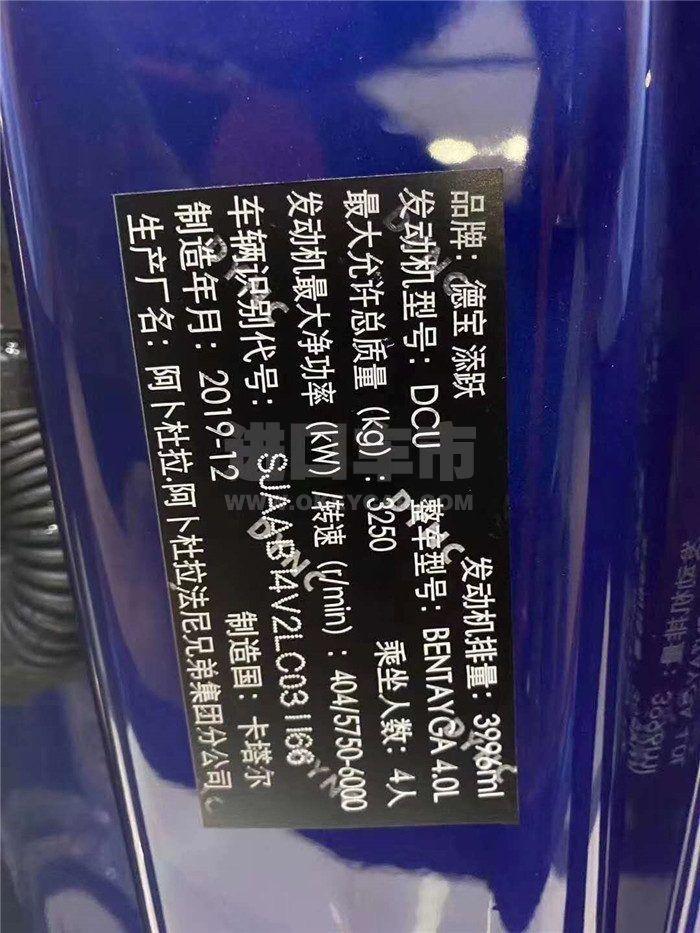 品牌：德宝 添跃 发动机排量：3996ml
发动机型号：DCU 整车型号：BENTAYGA 4.0L
最大允许总质量 (kg)：3250 乘坐人数：4人
发动机最大净功率 (kW) /转速 (r/min)：404/5750-6000
车辆识别代号：SJAAB14V2LC031166
制造年月：2019-12 制造国：卡塔尔
生产厂名：阿卜杜拉.阿卜杜拉法尼兄弟集团分公司
进口车市